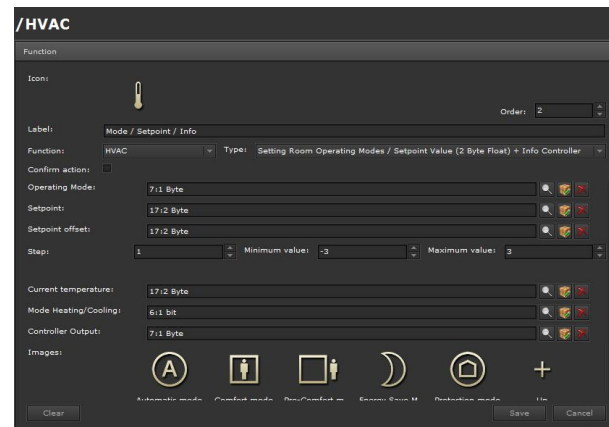 /HVAC
Function
Icon:
Order: 2
Label: Mode / Setpoint / Info
Function: HVAC Type: Setting Room Operating Modes / Setpoint Value (2 Byte Float) + Info Controller
Confirm action:
Operating Mode: 7:1 Byte
Setpoint: 17:2 Byte
Setpoint offset: 17:2 Byte
Step: 1 Minimum value: -3 Maximum value: 3
Current temperature: 17:2 Byte
Mode Heating/Cooling: 6:1 bit
Controller Output: 7:1 Byte
Images:
A
Automatic mode Comfort mode Pre-Comfort m Energy Save M Protection mode Up
Clear Save Cancel